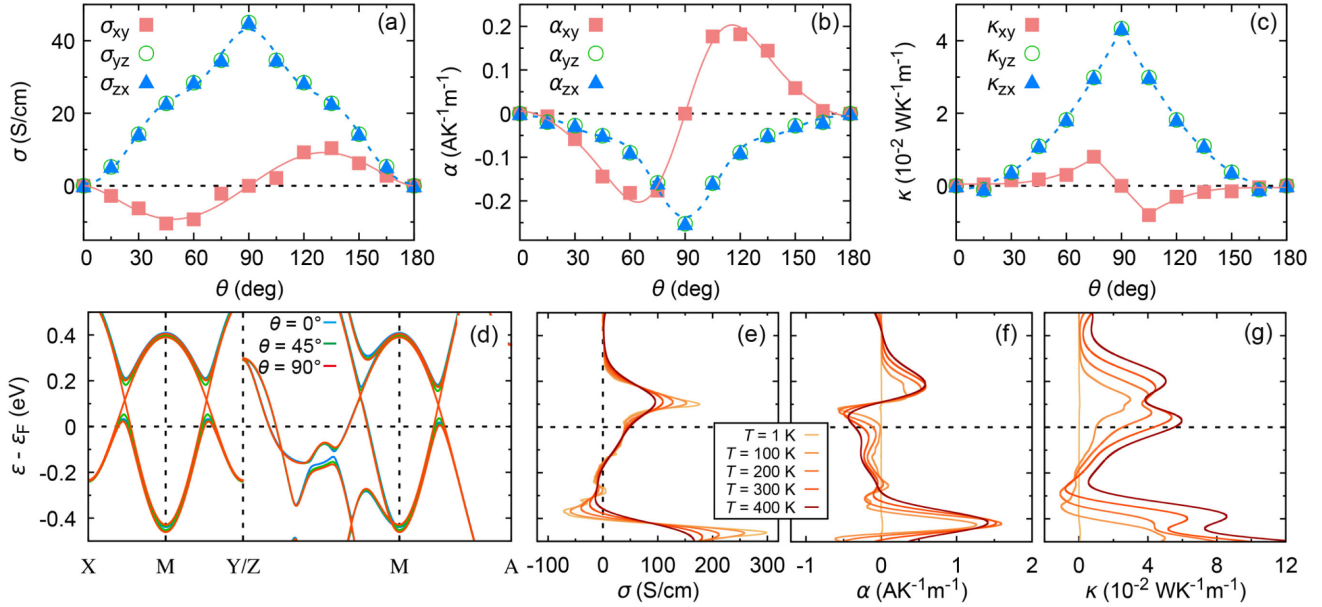 (a)
σxy
σyz
σzx
40
20
0
σ (S/cm)
0 30 60 90 120 150 180
θ (deg)
(b)
αxy
αyz
αzx
0.2
0.1
0
-0.1
-0.2
α (AK⁻¹m⁻¹)
0 30 60 90 120 150 180
θ (deg)
(c)
κxy
κyz
κzx
4
2
0
κ (10⁻² WK⁻¹m⁻¹)
0 30 60 90 120 150 180
θ (deg)
(d)
θ = 0°
θ = 45°
θ = 90°
0.4
0.2
0
-0.2
-0.4
ε - εF (eV)
X M Y/Z M A
(e)
-100 0 100 200 300
σ (S/cm)
T = 1 K
T = 100 K
T = 200 K
T = 300 K
T = 400 K
(f)
-1 0 1 2
α (AK⁻¹m⁻¹)
(g)
0 4 8 12
κ (10⁻² WK⁻¹m⁻¹)